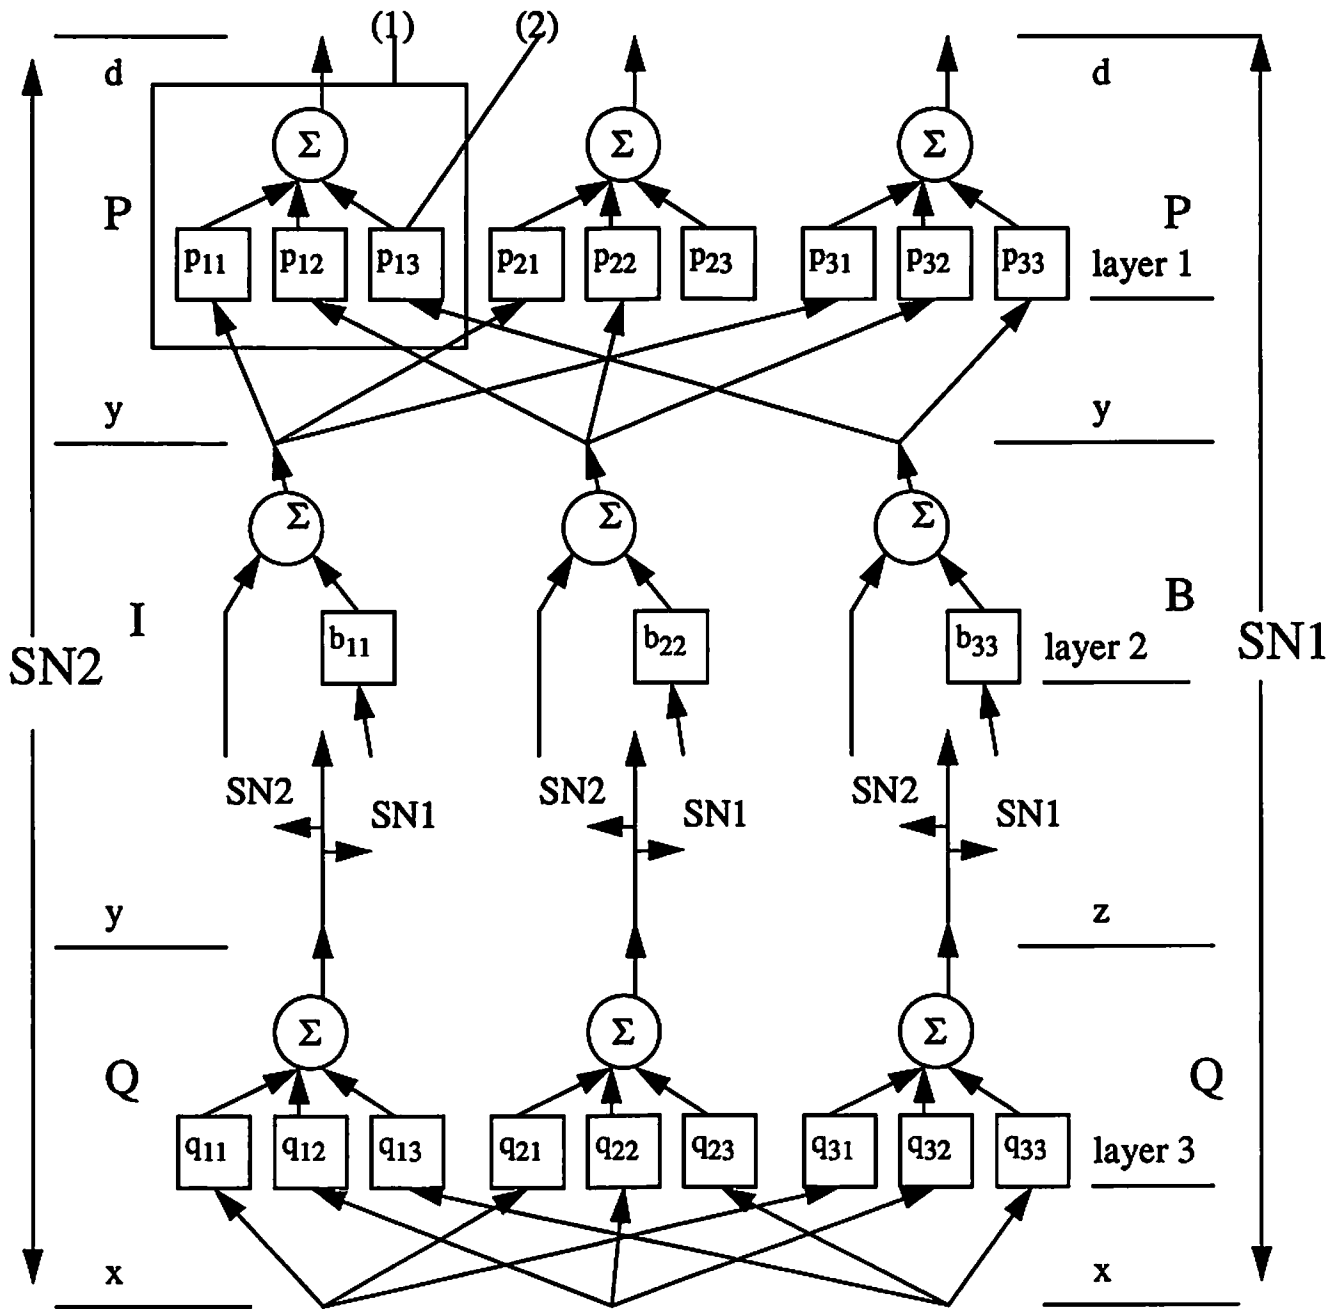 (1) (2)
d d
Σ Σ Σ
P P
p11 p12 p13 p21 p22 p23 p31 p32 p33 layer 1
y y
Σ Σ Σ
I B
b11 b22 b33 layer 2
SN2 SN1
SN2 SN2 SN2
SN1 SN1 SN1
y z
Σ Σ Σ
Q Q
q11 q12 q13 q21 q22 q23 q31 q32 q33 layer 3
x x